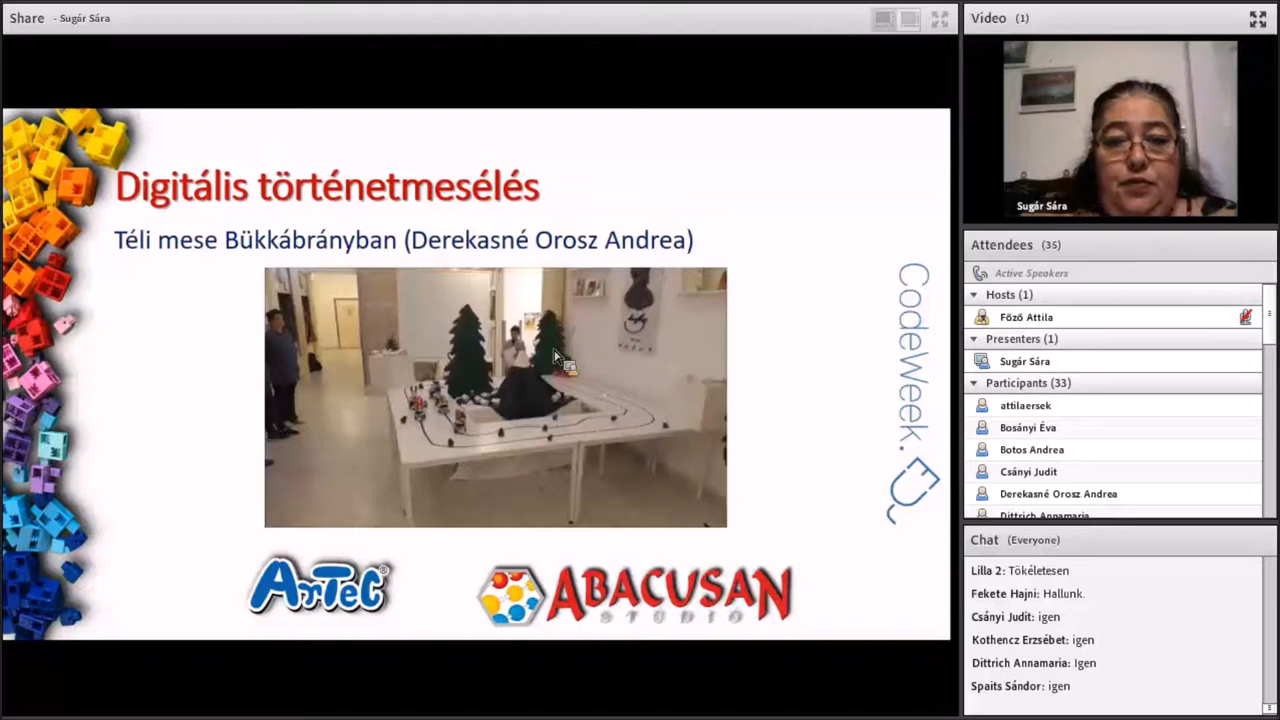 Share - Sugár Sára
Digitális történetmesélés
Téli mese Bükkábrányban (Derekasné Orosz Andrea)
CodeWeek.
ArTeC®
ABACUSAN
STUDIO
Video (1)
Sugár Sára
Attendees (35)
Active Speakers
Hosts (1)
Főző Attila
Presenters (1)
Sugár Sára
Participants (33)
attilaersek
Bosányi Éva
Botos Andrea
Csányi Judit
Derekasné Orosz Andrea
Dittrich Annamaria
Chat (Everyone)
Lilla 2: Tökéletesen
Fekete Hajni: Hallunk.
Csányi Judit: igen
Kothencz Erzsébet: igen
Dittrich Annamaria: Igen
Spaits Sándor: igen